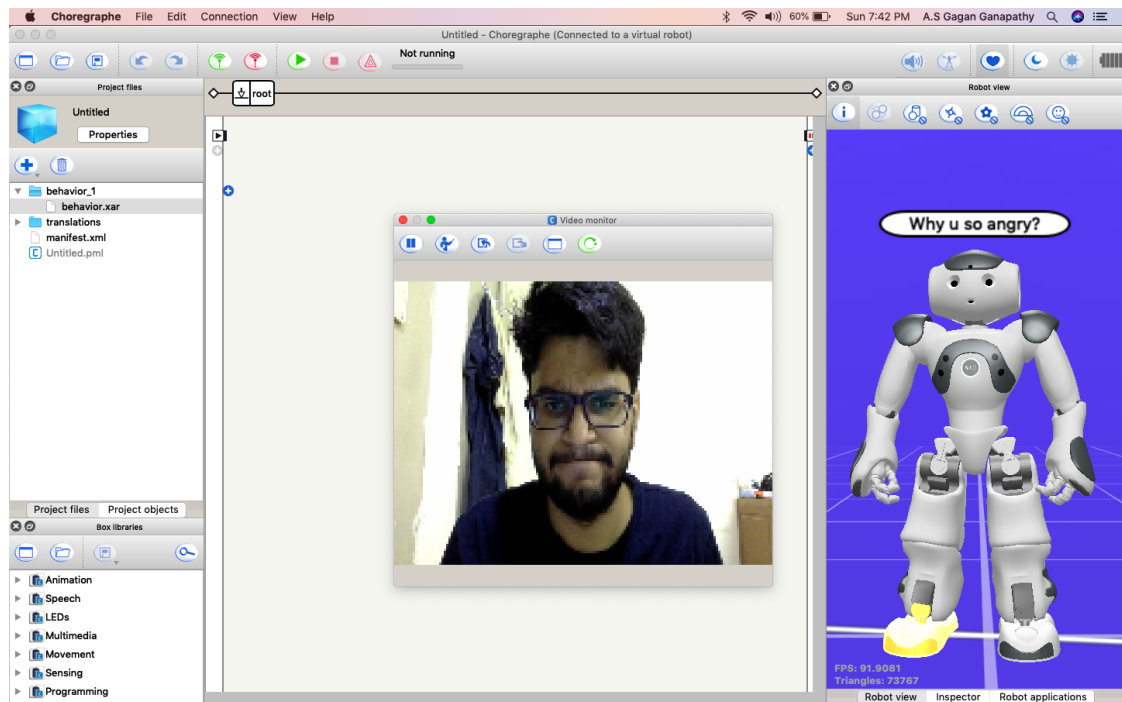 Choregraphe File Edit Connection View Help 60% Sun 7:42 PM A.S Gagan Ganapathy
Untitled - Choregraphe (Connected to a virtual robot)
Not running
Project files
Untitled
Properties
behavior_1
behavior.xar
translations
manifest.xml
Untitled.pml
Project files Project objects
Box libraries
Animation
Speech
LEDs
Multimedia
Movement
Sensing
Programming
root
Video monitor
Robot view
Why u so angry?
FPS: 91.9081
Triangles: 73767
Robot view Inspector Robot applications